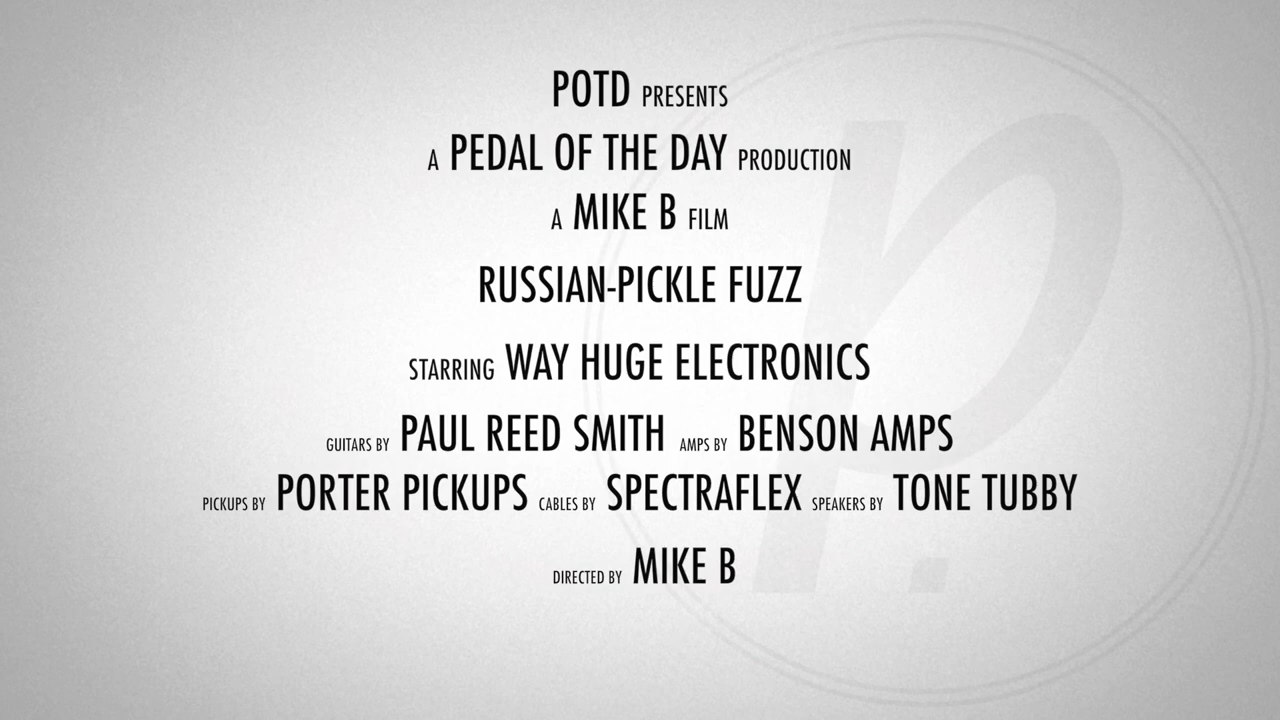 POTD PRESENTS
A PEDAL OF THE DAY PRODUCTION
A MIKE B FILM
RUSSIAN-PICKLE FUZZ
STARRING WAY HUGE ELECTRONICS
GUITARS BY PAUL REED SMITH AMPS BY BENSON AMPS
PICKUPS BY PORTER PICKUPS CABLES BY SPECTRAFLEX SPEAKERS BY TONE TUBBY
DIRECTED BY MIKE B
p.